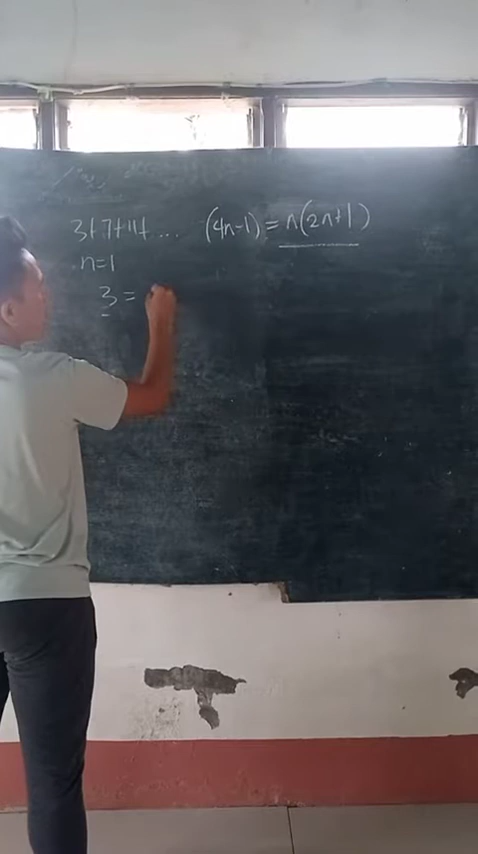 3+7+11+ ... (4n-1) = n(2n+1)
n=1
3 =